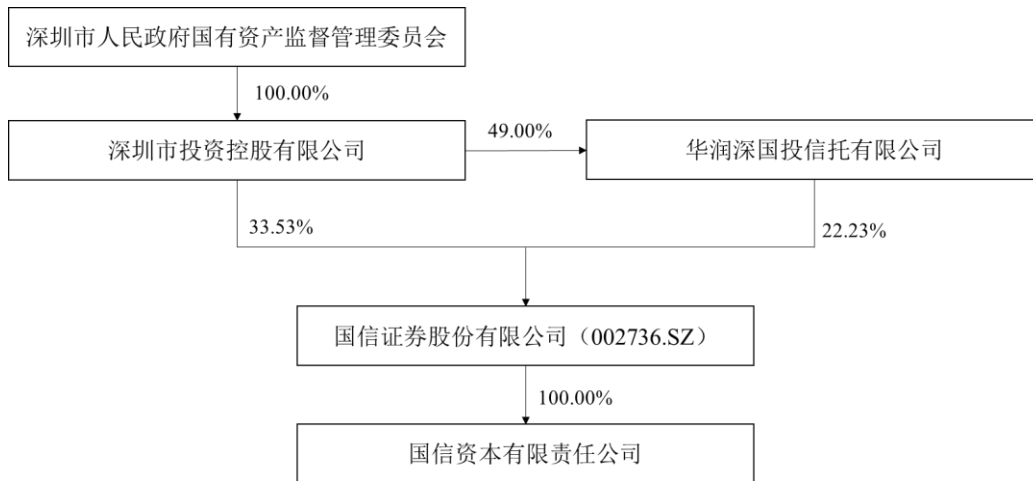 深圳市人民政府国有资产监督管理委员会
100.00%
深圳市投资控股有限公司
49.00%
华润深国投信托有限公司
33.53%
22.23%
国信证券股份有限公司（002736.SZ）
100.00%
国信资本有限责任公司